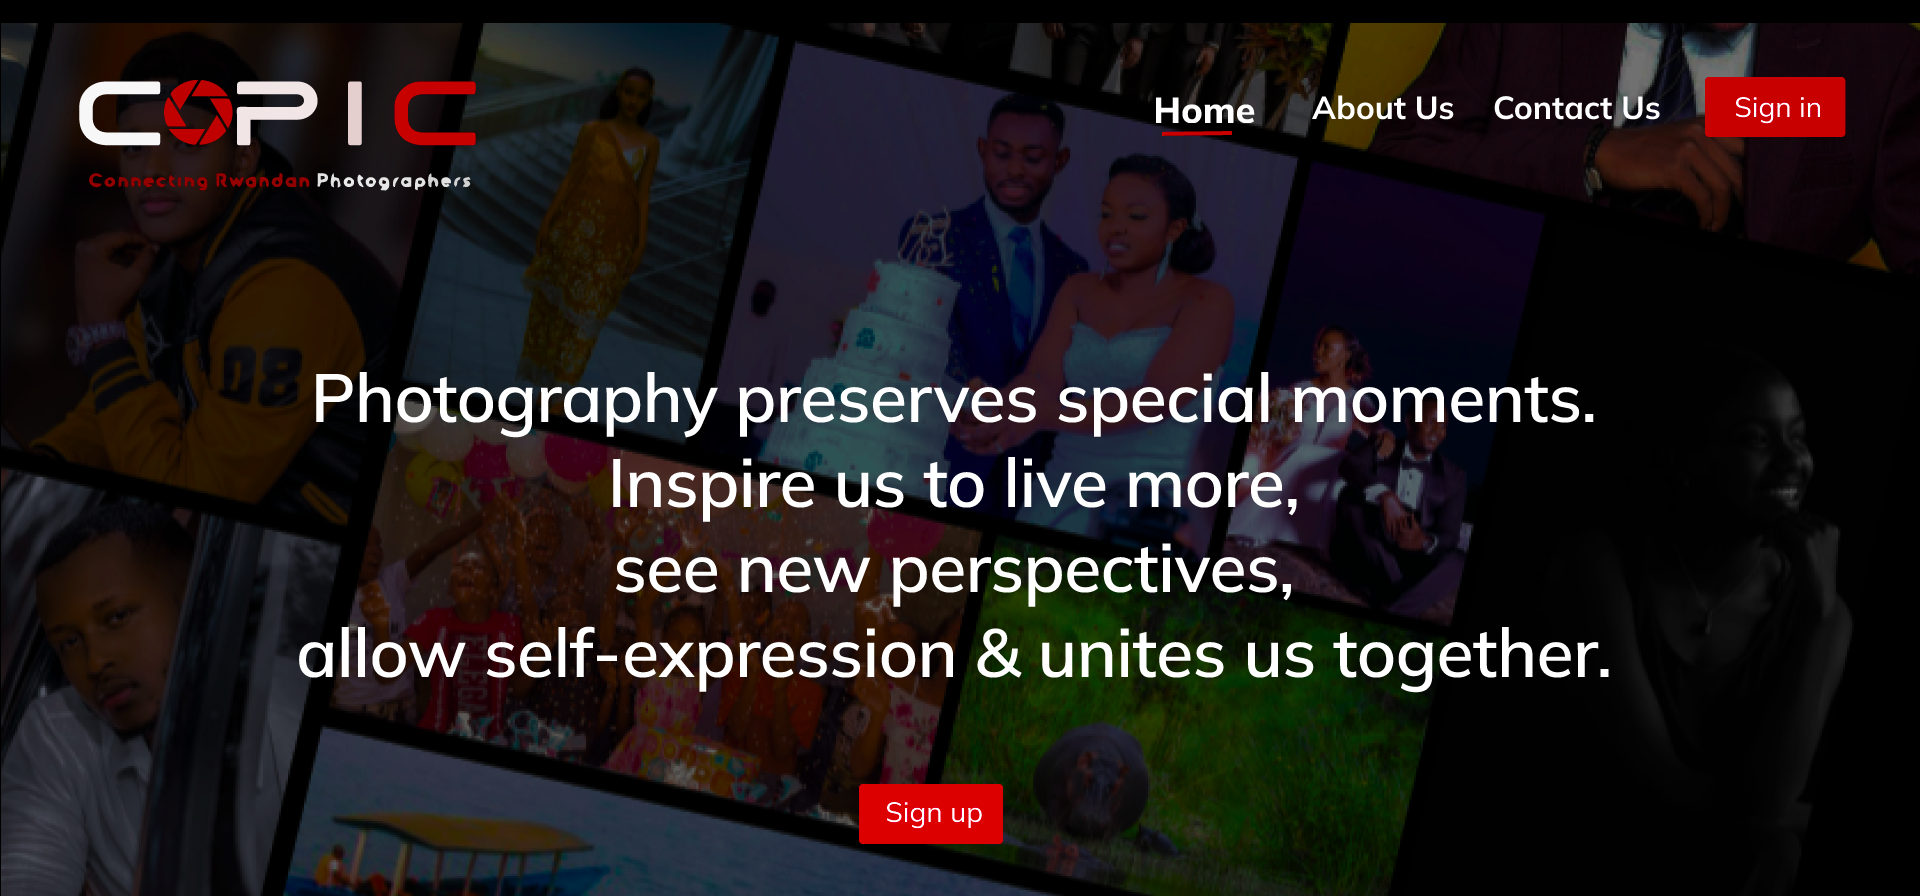 COPIC
Connecting Rwandan Photographers
Home About Us Contact Us Sign in
08
Photography preserves special moments.
Inspire us to live more,
see new perspectives,
allow self-expression & unites us together.
Sign up